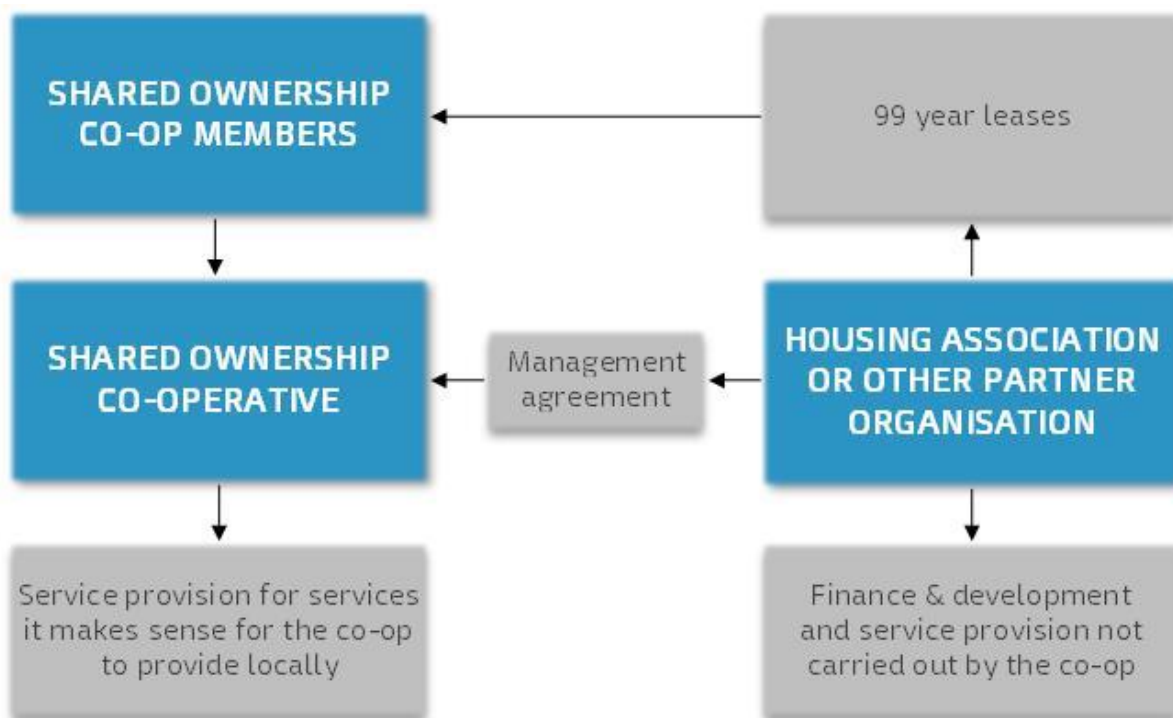 SHARED OWNERSHIP
CO-OP MEMBERS
99 year leases
SHARED OWNERSHIP
CO-OPERATIVE
Management
agreement
HOUSING ASSOCIATION
OR OTHER PARTNER
ORGANISATION
Service provision for services
it makes sense for the co-op
to provide locally
Finance & development
and service provision not
carried out by the co-op